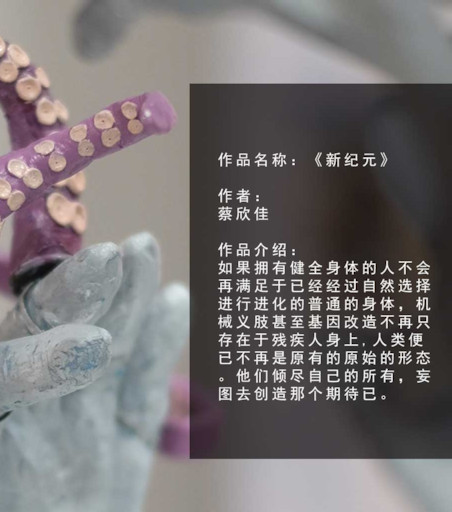 作品名称：《新纪元》
作者：
蔡欣佳
作品介绍：
如果拥有健全身体的人不会
再满足于已经经过自然选择
进行进化的普通的身体，机
械义肢甚至基因改造不再只
存在于残疾人身上,人类便
已不再是原有的原始的形态
。他们倾尽自己的所有，妄
图去创造那个期待已。